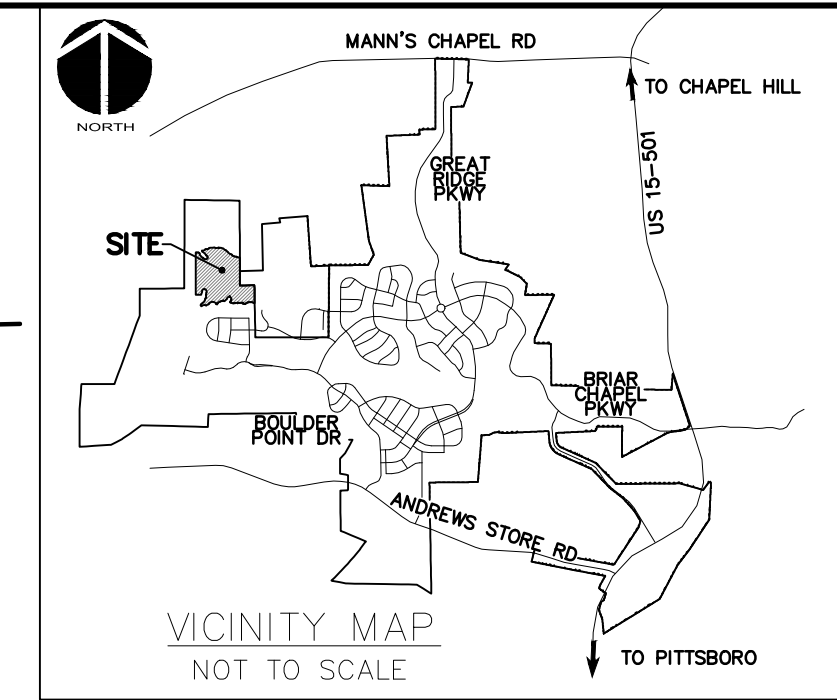 MANN'S CHAPEL RD
NORTH
TO CHAPEL HILL
US 15-501
GREAT
RIDGE
PKWY
SITE
BRIAR
CHAPEL
PKWY
BOULDER
POINT DR
ANDREWS STORE RD
VICINITY MAP
NOT TO SCALE
TO PITTSBORO